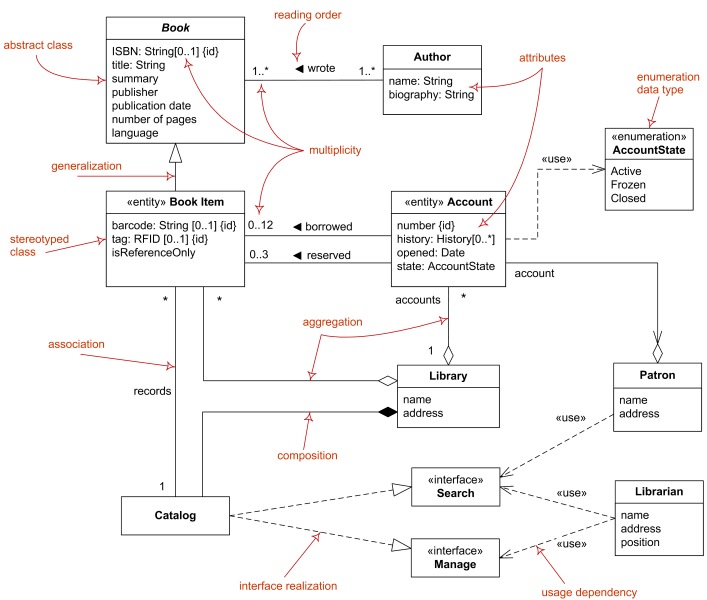 Book
ISBN: String[0..1] {id}
title: String
summary
publisher
publication date
number of pages
language
abstract class
reading order
1..*
◄ wrote
1..*
Author
name: String
biography: String
attributes
enumeration
data type
multiplicity
generalization
«use»
«enumeration»
AccountState
Active
Frozen
Closed
«entity» Book Item
barcode: String [0..1] {id}
tag: RFID [0..1] {id}
isReferenceOnly
stereotyped
class
0..12
◄ borrowed
0..3
◄ reserved
«entity» Account
number {id}
history: History[0..*]
opened: Date
state: AccountState
account
*
*
accounts
*
aggregation
association
1
records
Library
name
address
Patron
name
address
composition
«use»
1
Catalog
«interface»
Search
«use»
Librarian
name
address
position
«use»
«interface»
Manage
interface realization
usage dependency